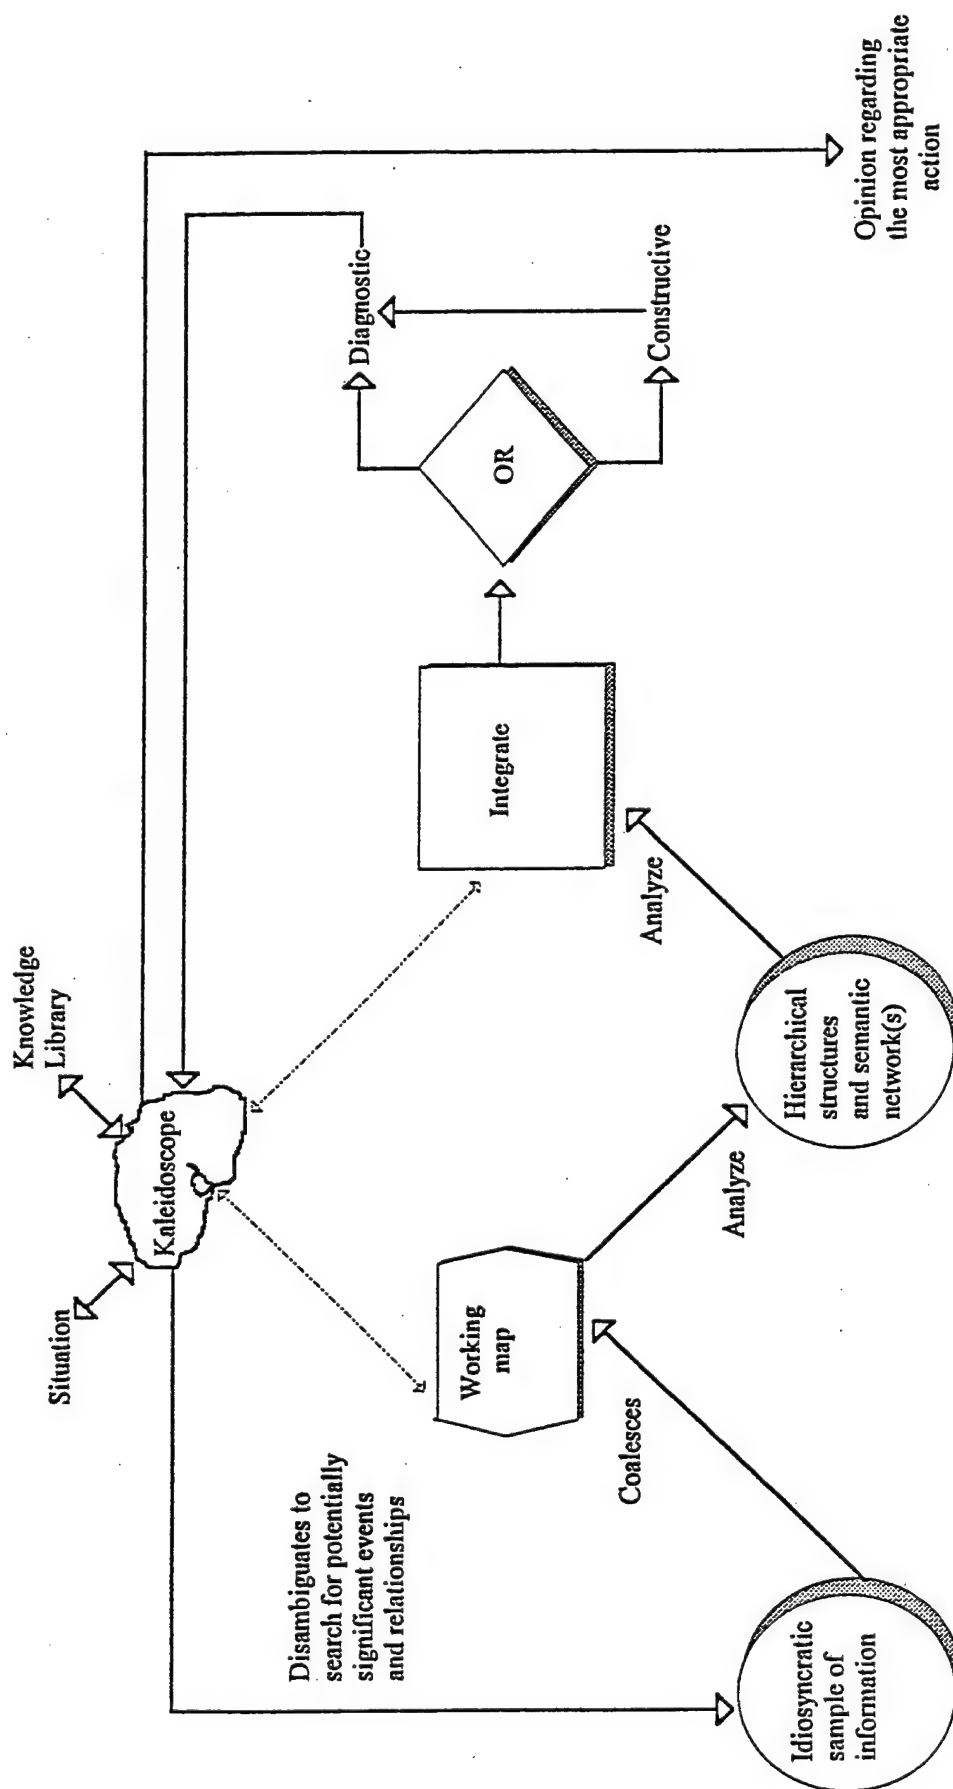 Knowledge
Library
Situation
Kaleidoscope
Disambiguates to
search for potentially
significant events
and relationships
Working
map
Integrate
OR
Diagnostic
Constructive
Coalesces
Analyze
Analyze
Idiosyncratic
sample of
information
Hierarchical
structures
and semantic
network(s)
Opinion regarding
the most appropriate
action